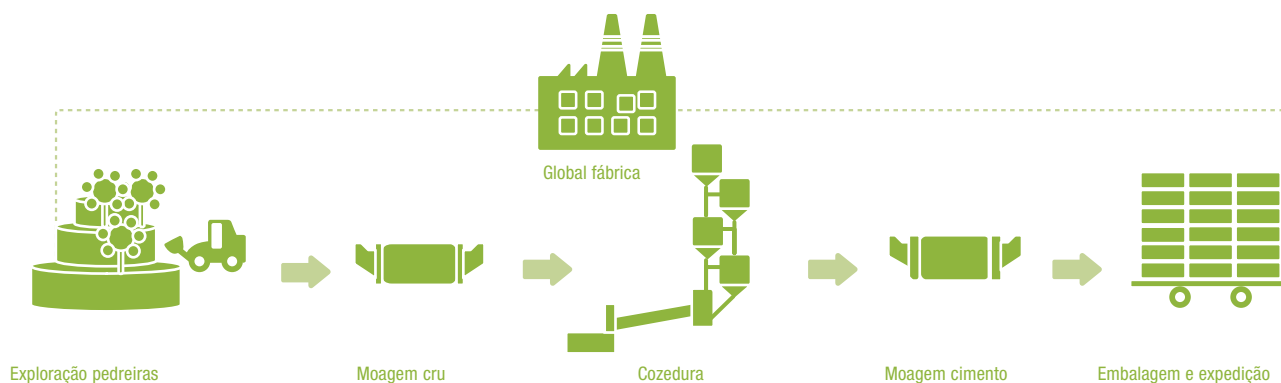 Global fábrica
Exploração pedreiras
Moagem cru
Cozedura
Moagem cimento
Embalagem e expedição